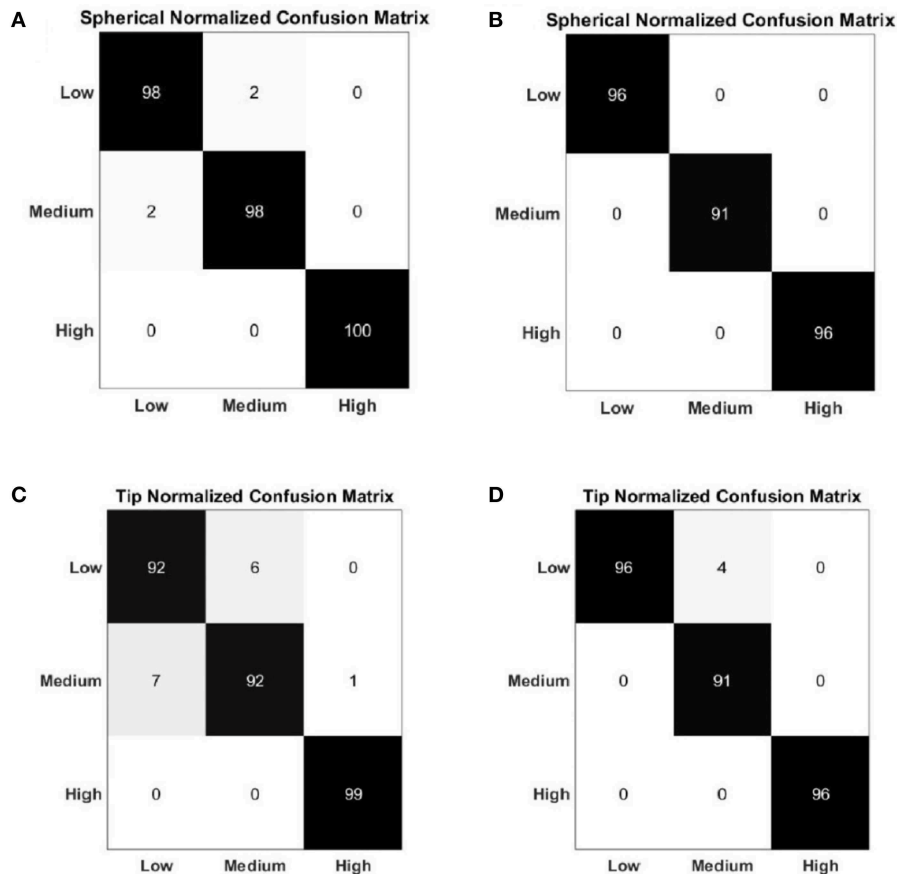 A
Spherical Normalized Confusion Matrix
Low 98 2 0
Medium 2 98 0
High 0 0 100
Low Medium High
B
Spherical Normalized Confusion Matrix
Low 96 0 0
Medium 0 91 0
High 0 0 96
Low Medium High
C
Tip Normalized Confusion Matrix
Low 92 6 0
Medium 7 92 1
High 0 0 99
Low Medium High
D
Tip Normalized Confusion Matrix
Low 96 4 0
Medium 0 91 0
High 0 0 96
Low Medium High